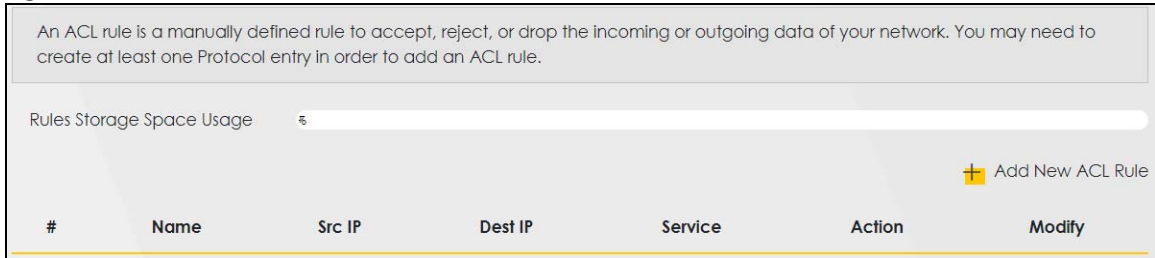 An ACL rule is a manually defined rule to accept, reject, or drop the incoming or outgoing data of your network. You may need to
create at least one Protocol entry in order to add an ACL rule.
Rules Storage Space Usage
+ Add New ACL Rule
# Name Src IP Dest IP Service Action Modify